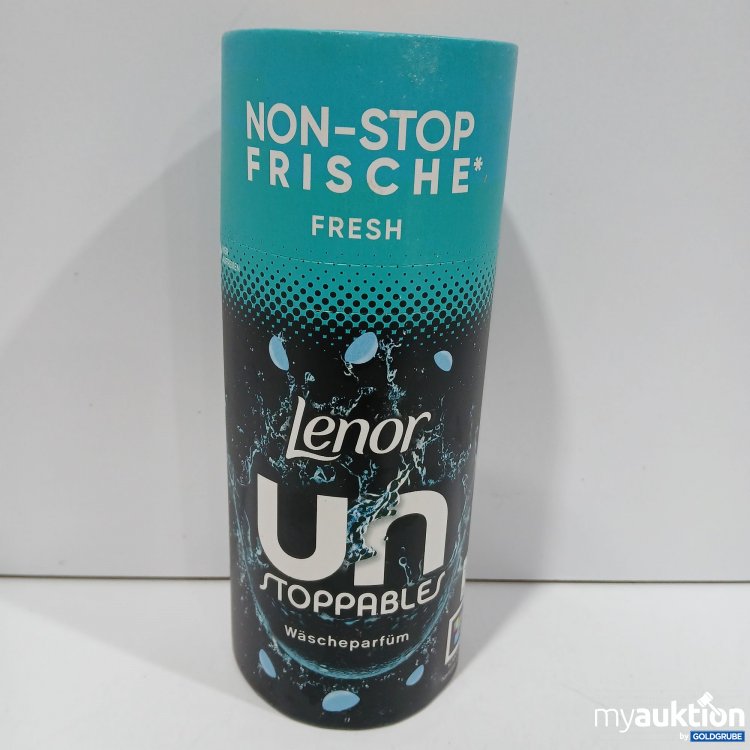 NON-STOP
FRISCHE*
FRESH
Lenor
un
STOPPABLES
Wäscheparfüm
myauktion
by GOLDGRUBE